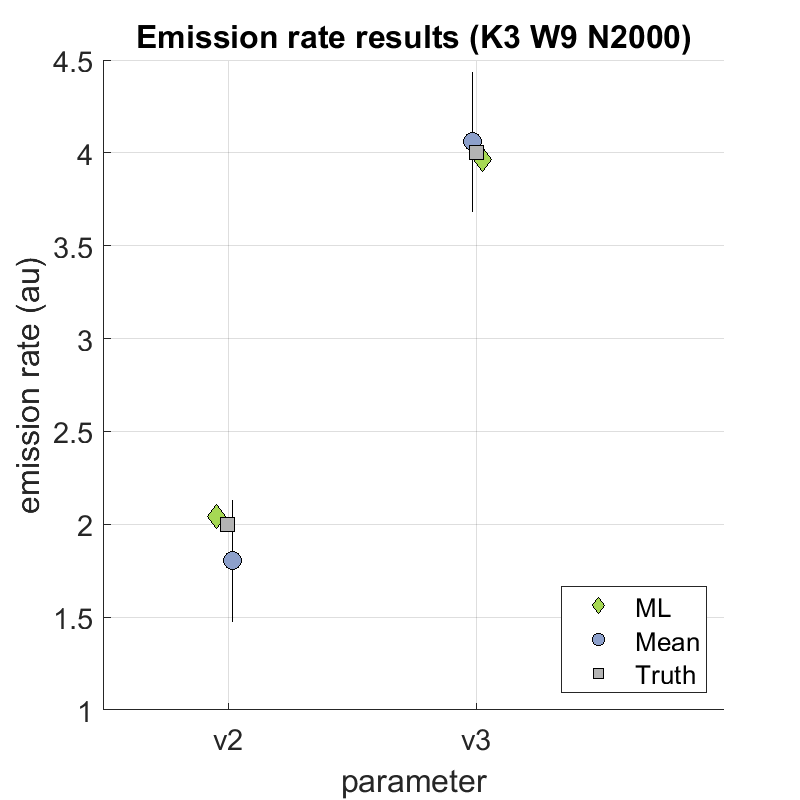 Emission rate results (K3 W9 N2000)
4.5
4
3.5
3
2.5
2
1.5
1
emission rate (au)
ML
Mean
Truth
v2 v3
parameter